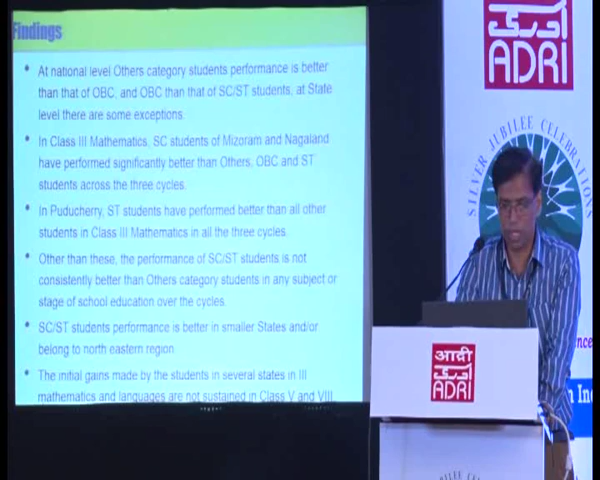 Findings
• At national level Others category students performance is better
than that of OBC, and OBC than that of SC/ST students, at State
level there are some exceptions.
• In Class III Mathematics, SC students of Mizoram and Nagaland
have performed significantly better than Others, OBC and ST
students across the three cycles.
• In Puducherry, ST students have performed better than all other
students in Class III Mathematics in all the three cycles.
• Other than these, the performance of SC/ST students is not
consistently better than Others category students in any subject or
stage of school education over the cycles.
• SC/ST students performance is better in smaller States and/or
belong to north eastern region
• The initial gains made by the students in several states in III
mathematics and languages are not sustained in Class V and VIII
ADRI
SILVER JUBILEE CELEBRATIONS
आद्री
ADRI